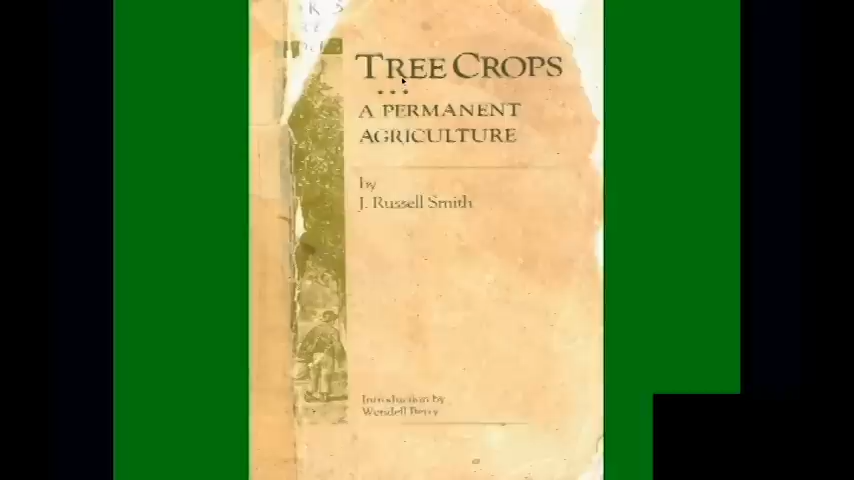 TREE CROPS
A PERMANENT
AGRICULTURE
by
J. Russell Smith
Introduction by
Wendell Berry